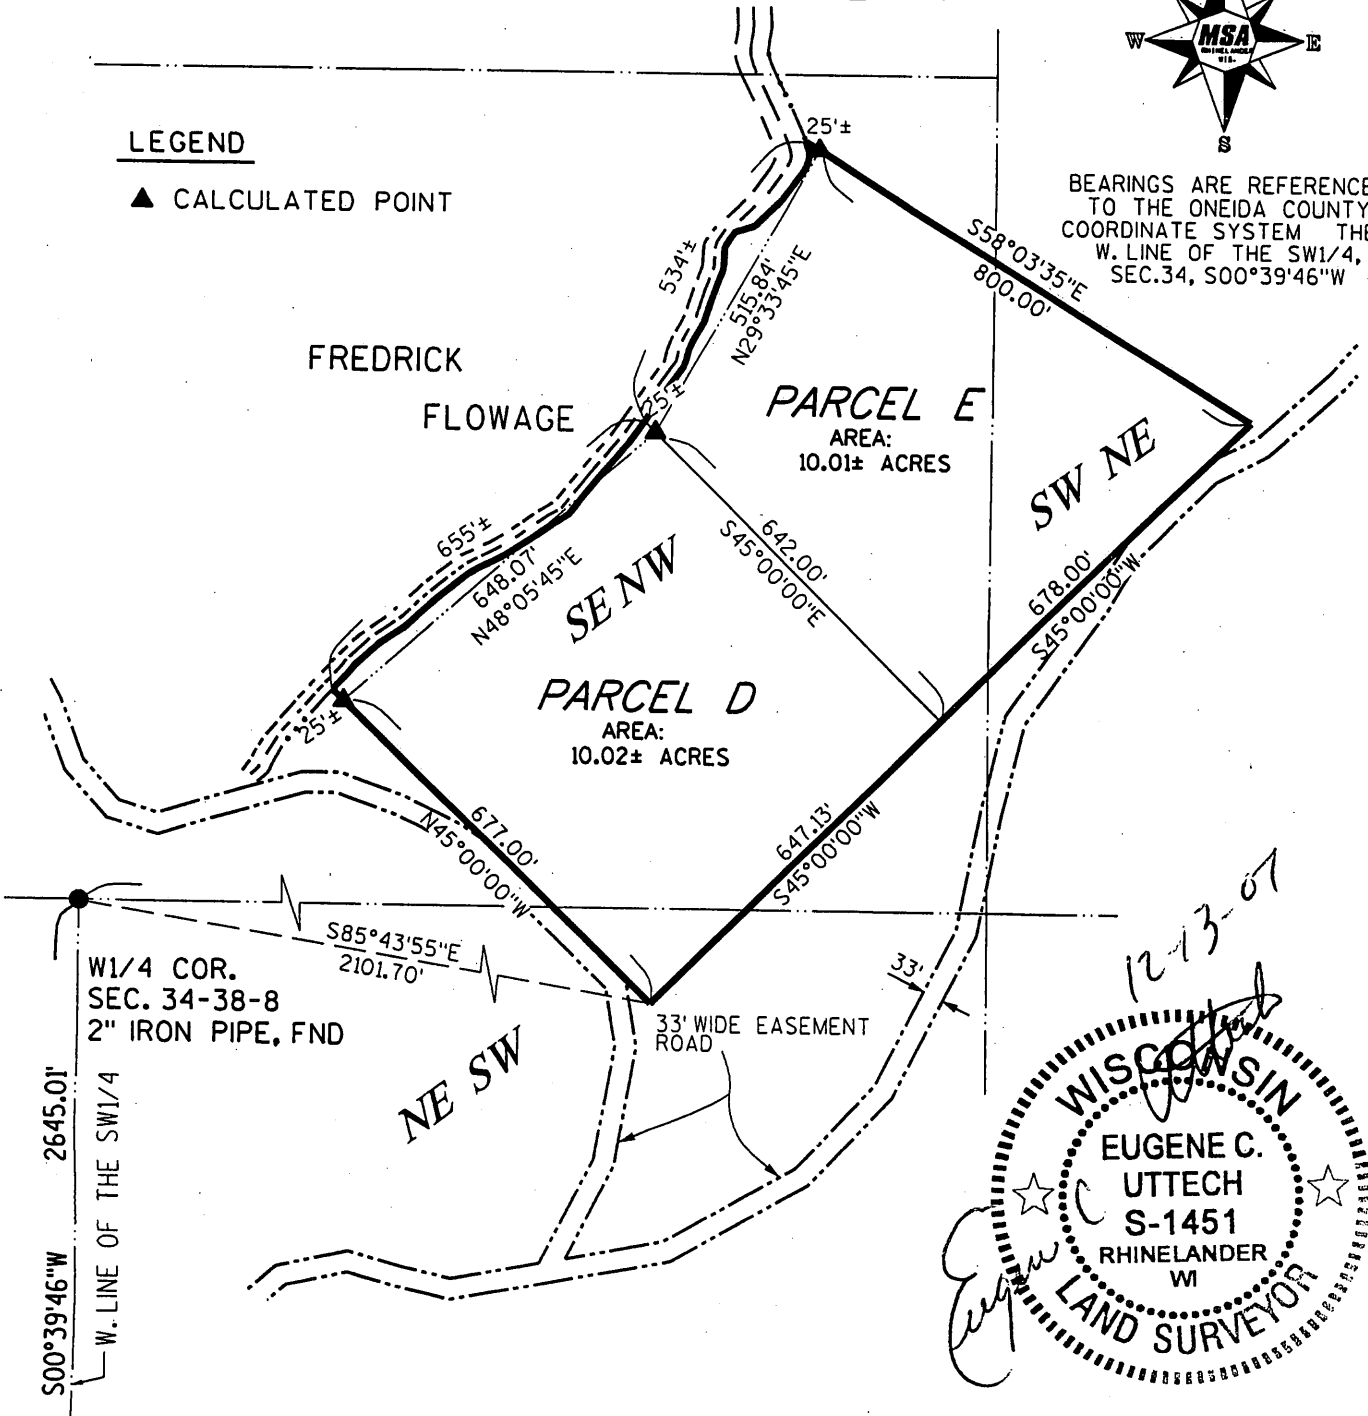 W
MSA
RHINELANDER
WIS.
E
S
LEGEND
▲ CALCULATED POINT
BEARINGS ARE REFERENCE
TO THE ONEIDA COUNTY
COORDINATE SYSTEM THE
W. LINE OF THE SW1/4,
SEC.34, S00°39'46"W
25'±
S58°03'35"E
800.00'
534'±
515.84'
N29°33'45"E
FREDRICK
FLOWAGE
25'±
PARCEL E
AREA:
10.01± ACRES
SW NE
655'±
648.07'
N48°05'45"E
SE NW
642.00'
S45°00'00"E
678.00'
S45°00'00"W
PARCEL D
AREA:
10.02± ACRES
25'±
677.00'
N45°00'00"W
647.13'
S45°00'00"W
S85°43'55"E
2101.70'
W1/4 COR.
SEC. 34-38-8
2" IRON PIPE, FND
33'
33' WIDE EASEMENT
ROAD
NE SW
2645.01'
S00°39'46"W
W. LINE OF THE SW1/4
12-13-07
WISCONSIN
EUGENE C.
UTTECH
S-1451
RHINELANDER
WI
LAND SURVEYOR
Eugene C Uttech